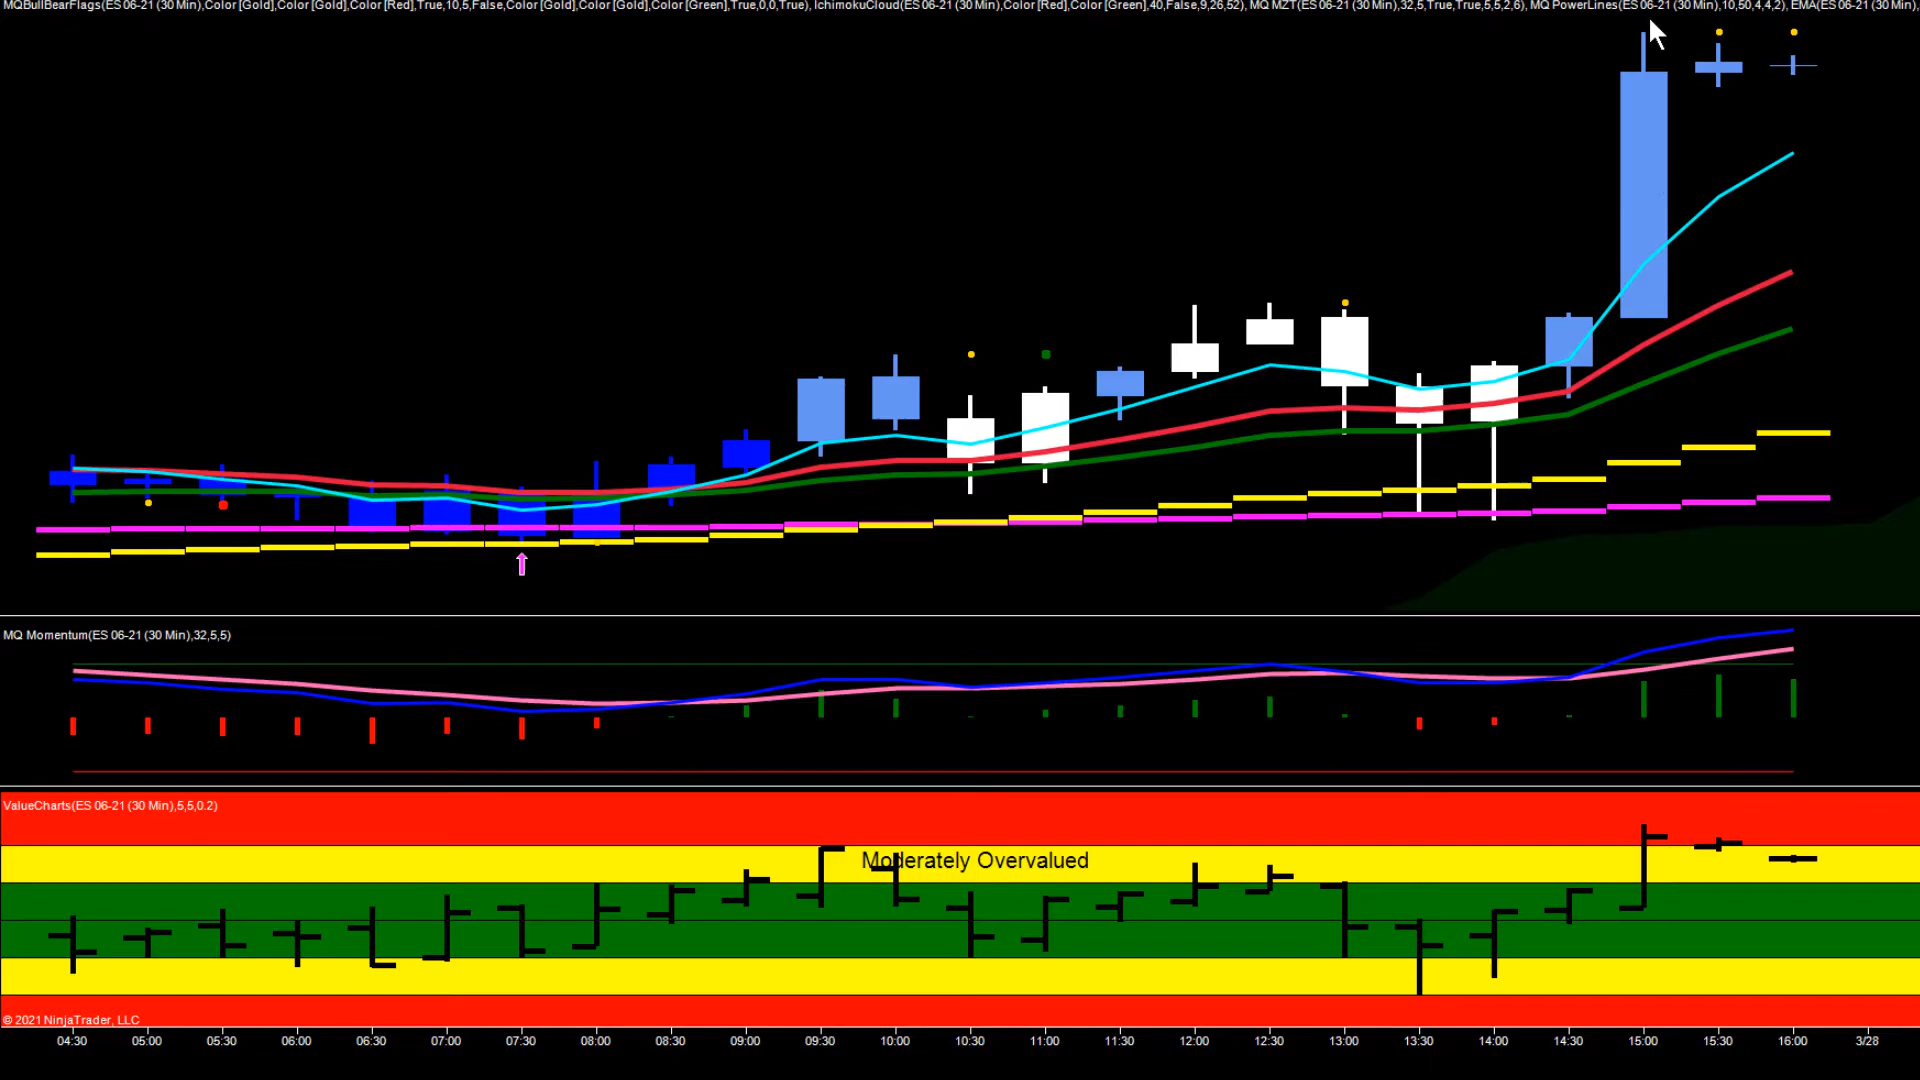 MQBullBearFlags(ES 06-21 (30 Min),Color [Gold],Color [Gold],Color [Red],True,10,5,False,Color [Gold],Color [Gold],Color [Green],True,0,0,True), IchimokuCloud(ES 06-21 (30 Min),Color [Red],Color [Green],40,False,9,26,52), MQ MZT(ES 06-21 (30 Min),32,5,True,True,5,5,2,6), MQ PowerLines(ES 06-21 (30 Min),10,50,4,4,2), EMA(ES 06-21 (30 Min),
MQ Momentum(ES 06-21 (30 Min),32,5,5)
ValueCharts(ES 06-21 (30 Min),5,5,0.2)
Moderately Overvalued
© 2021 NinjaTrader, LLC
04:30 05:00 05:30 06:00 06:30 07:00 07:30 08:00 08:30 09:00 09:30 10:00 10:30 11:00 11:30 12:00 12:30 13:00 13:30 14:00 14:30 15:00 15:30 16:00 3/28